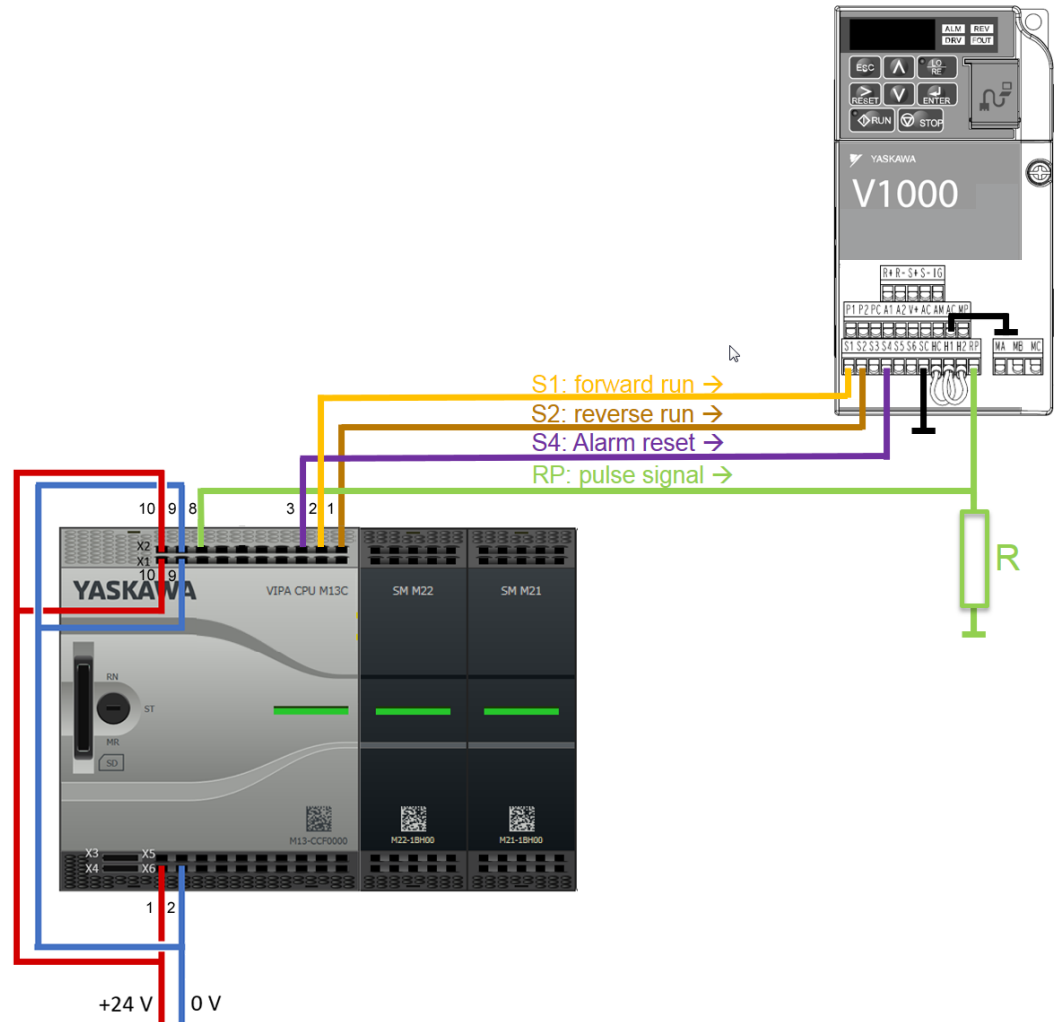 ALM REV
DRV FOUT
ESC LO
RE
RESET ENTER
RUN STOP
YASKAWA
V1000
R+ R- S+ S- IG
P1 P2 PC A1 A2 V+ AC AM AC MP
S1 S2 S3 S4 S5 S6 SC HC H1 H2 RP
MA MB MC
S1: forward run →
S2: reverse run →
S4: Alarm reset →
RP: pulse signal →
10 9 8 3 2 1
X2
X1
10 9
YASKAWA
VIPA CPU M13C
SM M22
SM M21
R
RN
ST
MR
SD
M13-CCF0000
M22-1BH00
M21-1BH00
X3 X5
X4 X6
1 2
+24 V 0 V